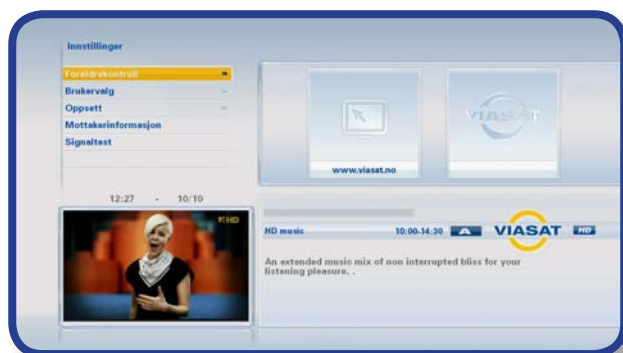 Innstillinger
Foreldrekontroll
Brukervalg
Oppsett
Mottakerinformasjon
Signaltest
VIASAT
www.viasat.no
12:27 - 10/10
HD
HD music 10:00-14:30 A VIASAT HD
An extended music mix of non interrupted bliss for your
listening pleasure. .